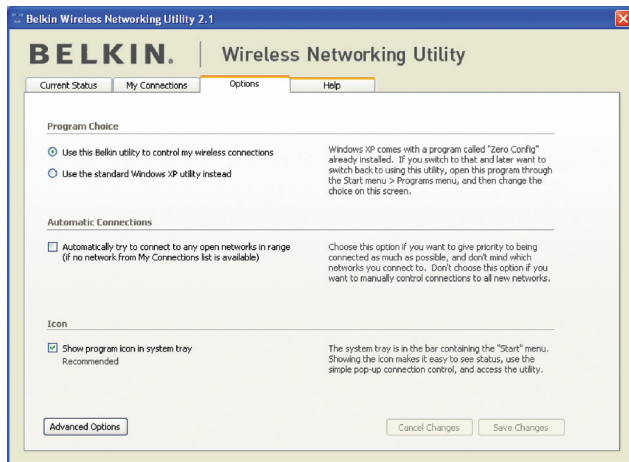 Belkin Wireless Networking Utility 2.1
BELKIN. | Wireless Networking Utility
Current Status My Connections Options Help
Program Choice
Use this Belkin utility to control my wireless connections
Use the standard Windows XP utility instead
Windows XP comes with a program called "Zero Config"
already installed. If you switch to that and later want to
switch back to using this utility, open this program through
the Start menu > Programs menu, and then change the
choice on this screen.
Automatic Connections
Automatically try to connect to any open networks in range
(if no network from My Connections list is available)
Choose this option if you want to give priority to being
connected as much as possible, and don't mind which
networks you connect to. Don't choose this option if you
want to manually control connections to all new networks.
Icon
Show program icon in system tray
Recommended
The system tray is in the bar containing the "Start" menu.
Showing the icon makes it easy to see status, use the
simple pop-up connection control, and access the utility.
Advanced Options Cancel Changes Save Changes